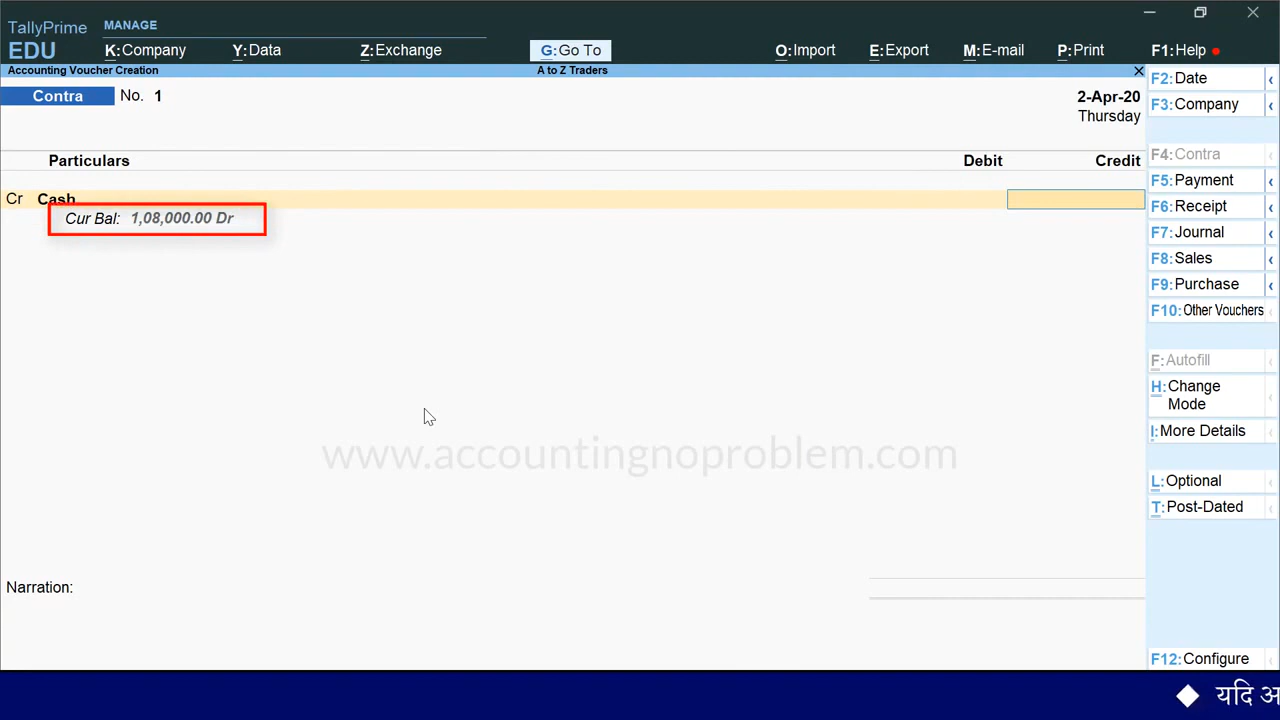 TallyPrime
MANAGE
EDU
K:Company Y:Data Z:Exchange G:Go To O:Import E:Export M:E-mail P:Print F1:Help
Accounting Voucher Creation A to Z Traders
Contra No. 1 2-Apr-20
Thursday
Particulars Debit Credit
Cr Cash
Cur Bal: 1,08,000.00 Dr
www.accountingnoproblem.com
Narration:
F2:Date
F3:Company
F4:Contra
F5:Payment
F6:Receipt
F7:Journal
F8:Sales
F9:Purchase
F10:Other Vouchers
F:Autofill
H:Change
Mode
I:More Details
L:Optional
T:Post-Dated
F12:Configure
यदि